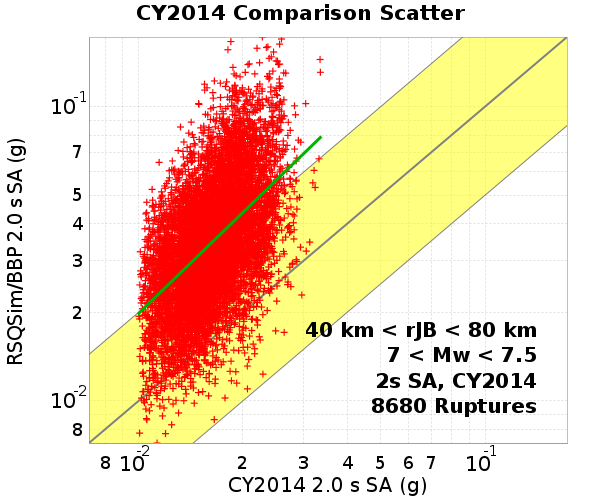 CY2014 Comparison Scatter
RSQSim/BBP 2.0 s SA (g)
10-1
7
5
4
3
2
10-2
8
40 km < rJB < 80 km
7 < Mw < 7.5
2s SA, CY2014
8680 Ruptures
8 10-2 2 3 4 5 6 7 10-1
CY2014 2.0 s SA (g)